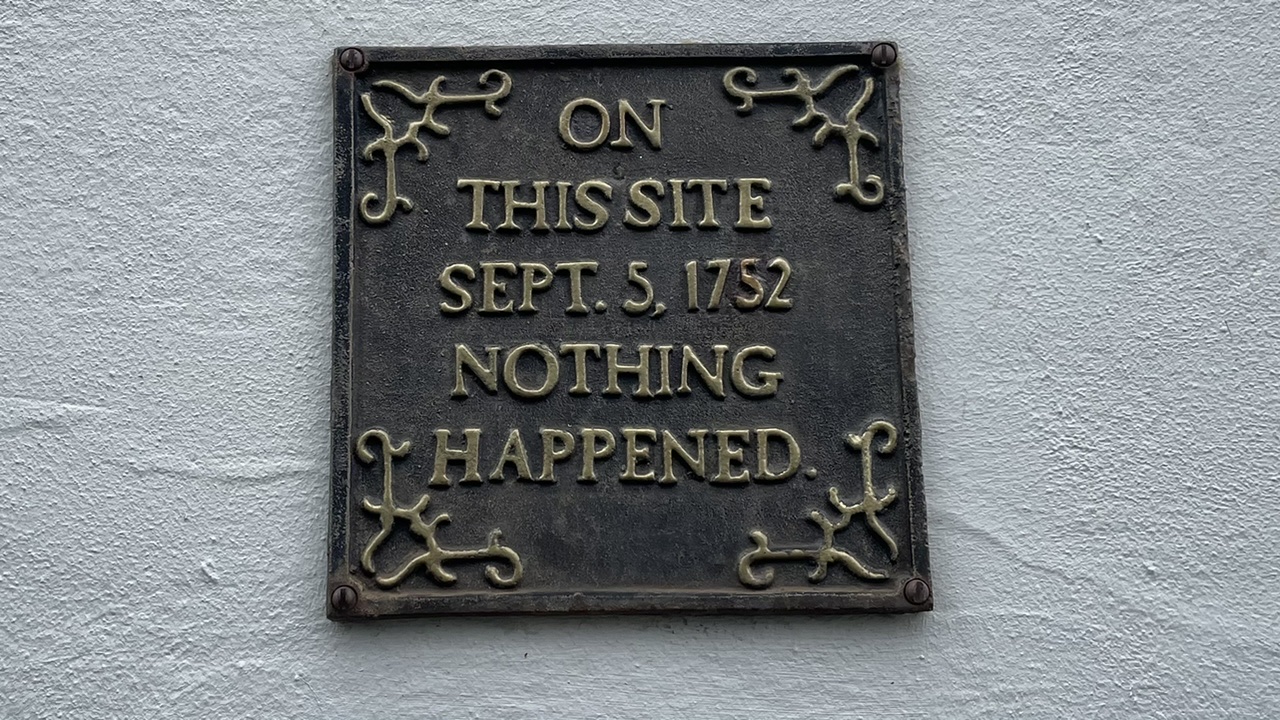 ON
THIS SITE
SEPT. 5, 1752
NOTHING
HAPPENED.